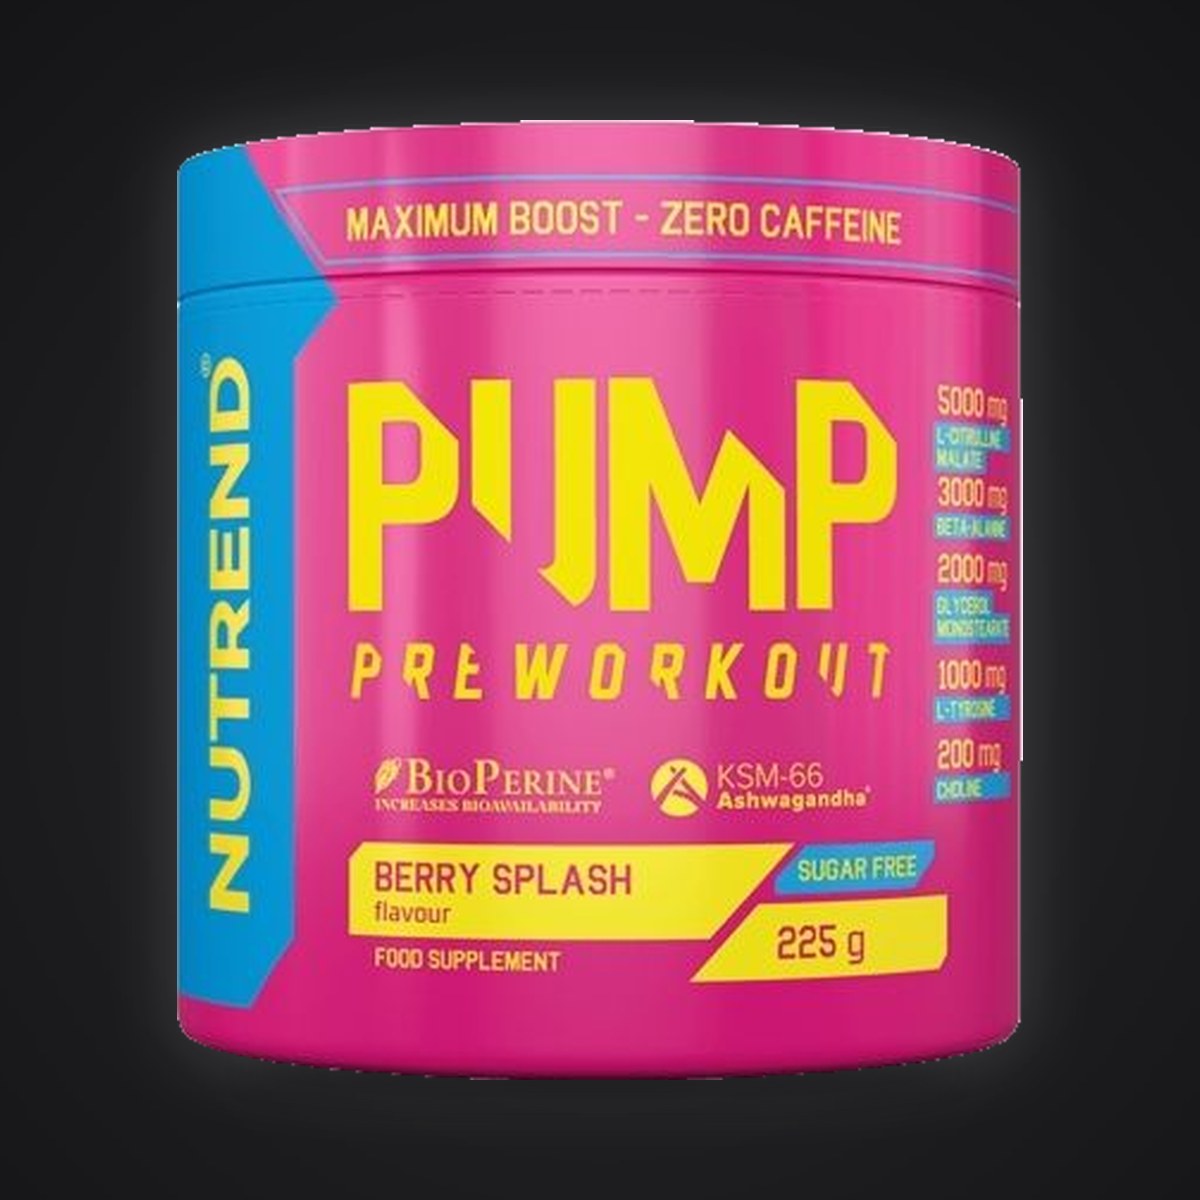 MAXIMUM BOOST - ZERO CAFFEINE
NUTREND®
PUMP
PREWORKOUT
5000 mg
L-CITRULLINE
MALATE
3000 mg
BETA-ALANINE
2000 mg
GLYCEROL
MONOSTEARATE
1000 mg
L-TYROSINE
200 mg
CHOLINE
BIOPERINE®
INCREASES BIOAVAILABILITY
KSM-66
Ashwagandha®
BERRY SPLASH
flavour
SUGAR FREE
225 g
FOOD SUPPLEMENT